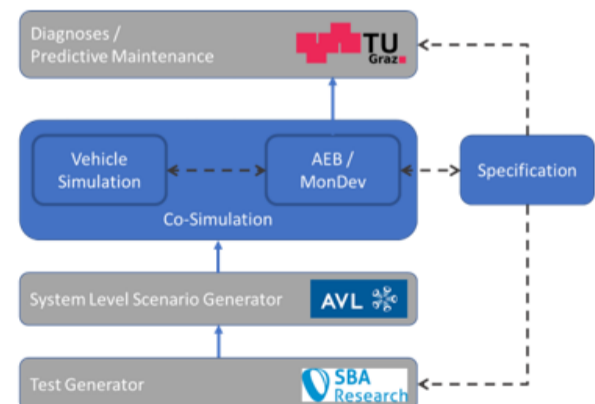 Diagnoses /
Predictive Maintenance
TU
Graz
Vehicle
Simulation
AEB /
MonDev
Specification
Co-Simulation
System Level Scenario Generator
AVL
Test Generator
SBA
Research